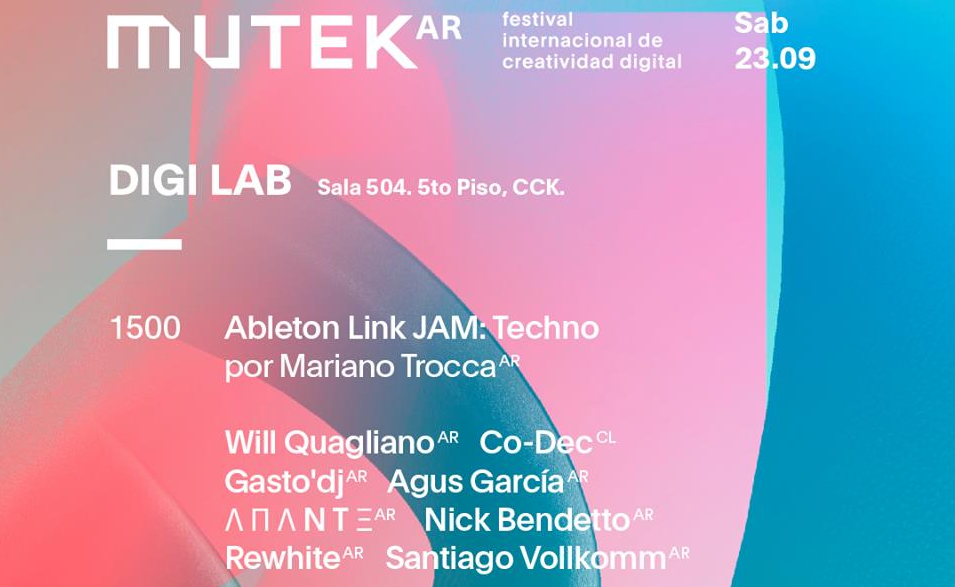 MUTEK AR
festival
internacional de
creatividad digital
Sab
23.09
DIGI LAB Sala 504. 5to Piso, CCK.
1500 Ableton Link JAM: Techno
por Mariano Trocca AR
Will Quagliano AR Co-Dec CL
Gasto'dj AR Agus García AR
ΛΠΛNTΞ AR Nick Bendetto AR
Rewhite AR Santiago Vollkomm AR